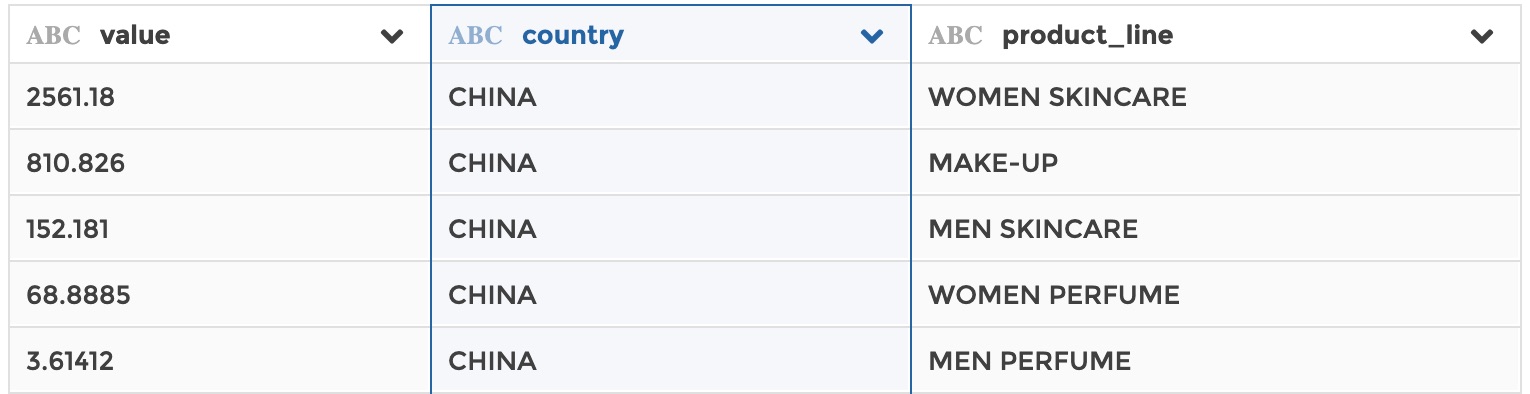 ABC value ABC country ABC product_line
2561.18 CHINA WOMEN SKINCARE
810.826 CHINA MAKE-UP
152.181 CHINA MEN SKINCARE
68.8885 CHINA WOMEN PERFUME
3.61412 CHINA MEN PERFUME